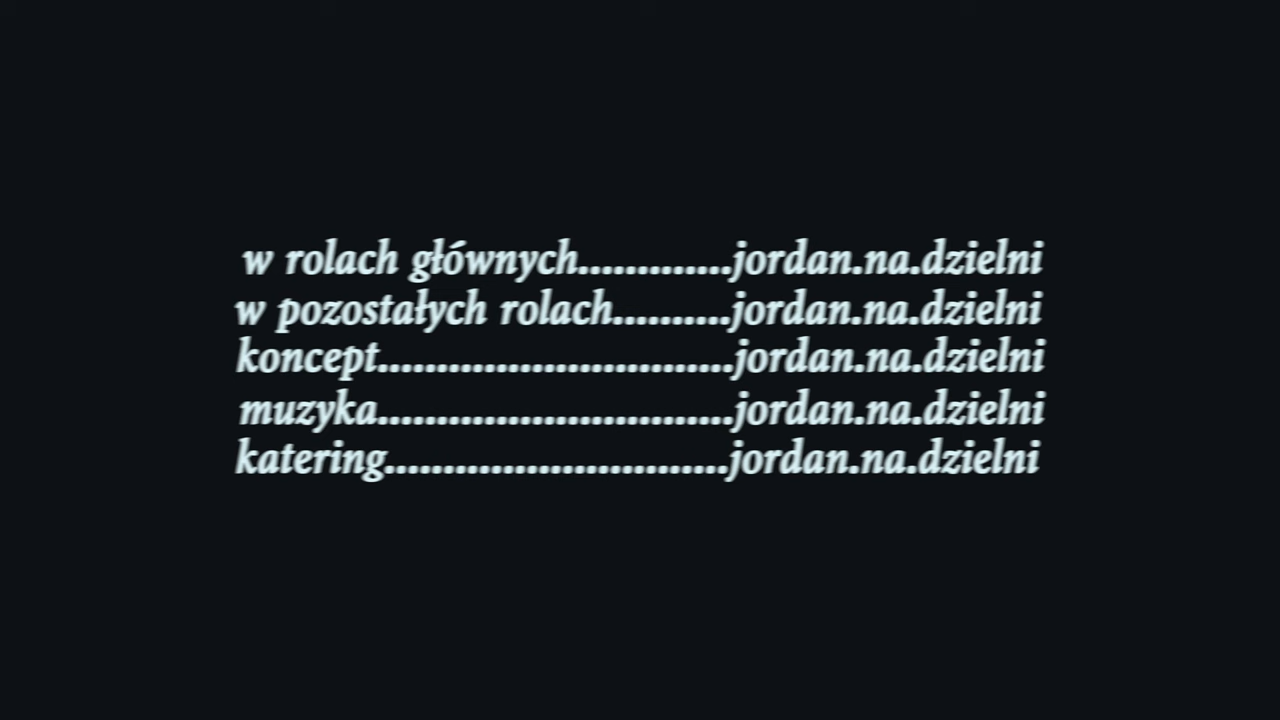 w rolach głównych.............jordan.na.dzielni
w pozostałych rolach..........jordan.na.dzielni
koncept..............................jordan.na.dzielni
muzyka..............................jordan.na.dzielni
katering.............................jordan.na.dzielni